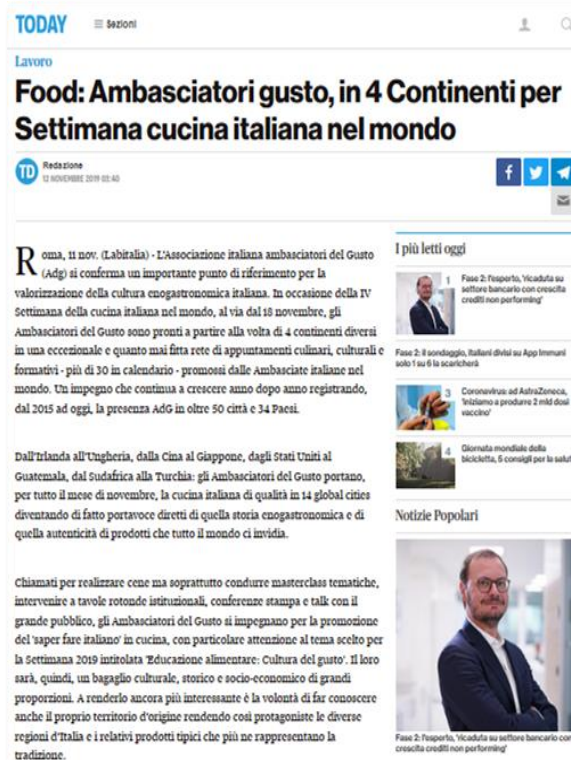 TODAY
Sezioni
Lavoro
Food: Ambasciatori gusto, in 4 Continenti per
Settimana cucina italiana nel mondo
TD
Redazione
12 NOVEMBRE 2019 03:40
Roma, 11 nov. (Labitalia) - L'Associazione italiana ambasciatori del Gusto
(Adg) si conferma un importante punto di riferimento per la
valorizzazione della cultura enogastronomica italiana. In occasione della IV
Settimana della cucina italiana nel mondo, al via dal 18 novembre, gli
Ambasciatori del Gusto sono pronti a partire alla volta di 4 continenti diversi
in una eccezionale e quanto mai fitta rete di appuntamenti culinari, culturali e
formativi - più di 30 in calendario - promossi dalle Ambasciate italiane nel
mondo. Un impegno che continua a crescere anno dopo anno registrando,
dal 2015 ad oggi, la presenza AdG in oltre 50 città e 34 Paesi.
Dall'Irlanda all'Ungheria, dalla Cina al Giappone, dagli Stati Uniti al
Guatemala, dal Sudafrica alla Turchia: gli Ambasciatori del Gusto portano,
per tutto il mese di novembre, la cucina italiana di qualità in 14 global cities
diventando di fatto portavoce diretti di quella storia enogastronomica e di
quella autenticità di prodotti che tutto il mondo ci invidia.
Chiamati per realizzare cene ma soprattutto condurre masterclass tematiche,
intervenire a tavole rotonde istituzionali, conferenze stampa e talk con il
grande pubblico, gli Ambasciatori del Gusto si impegnano per la promozione
del 'saper fare italiano' in cucina, con particolare attenzione al tema scelto per
la Settimana 2019 intitolata 'Educazione alimentare: Cultura del gusto'. Il loro
sarà, quindi, un bagaglio culturale, storico e socio-economico di grandi
proporzioni. A renderlo ancora più interessante è la volontà di far conoscere
anche il proprio territorio d'origine rendendo così protagoniste le diverse
regioni d'Italia e i relativi prodotti tipici che più ne rappresentano la
tradizione.
I più letti oggi
1
Fase 2: l'esperto, 'ricaduta su
settore bancario con crescita
crediti non performing'
Fase 2: il sondaggio, italiani divisi su App Immuni
solo 1 su 6 la scaricherà
3
Coronavirus: ad AstraZeneca,
'Iniziamo a produrre 2 mld dosi
vaccino'
4
Giornata mondiale della
bicicletta, 5 consigli per la salut
Notizie Popolari
Fase 2: l'esperto, 'ricaduta su settore bancario con
crescita crediti non performing'